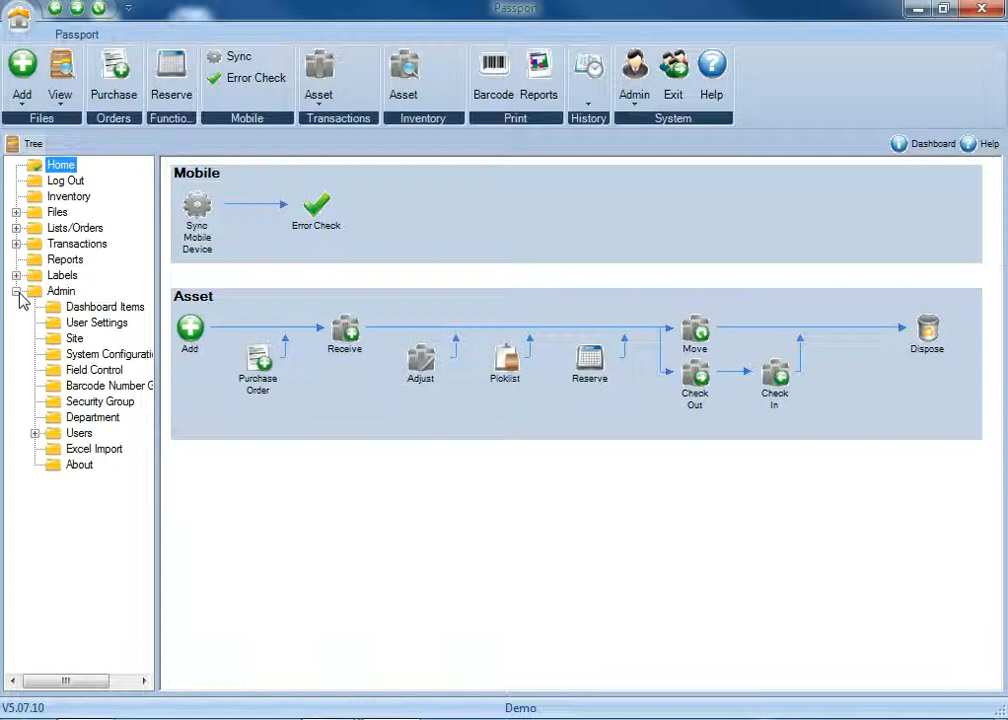 Passport
Passport
Sync
Error Check
Add
View
Purchase
Reserve
Asset
Asset
Barcode
Reports
Admin
Exit
Help
Files
Orders
Functio...
Mobile
Transactions
Inventory
Print
History
System
Tree
Dashboard
Help
Home
Log Out
Inventory
Files
Lists/Orders
Transactions
Reports
Labels
Admin
Dashboard Items
User Settings
Site
System Configurati
Field Control
Barcode Number G
Security Group
Department
Users
Excel Import
About
Mobile
Sync
Mobile
Device
Error Check
Asset
Add
Purchase
Order
Receive
Adjust
Picklist
Reserve
Move
Check
Out
Check
In
Dispose
V5.07.10
Demo